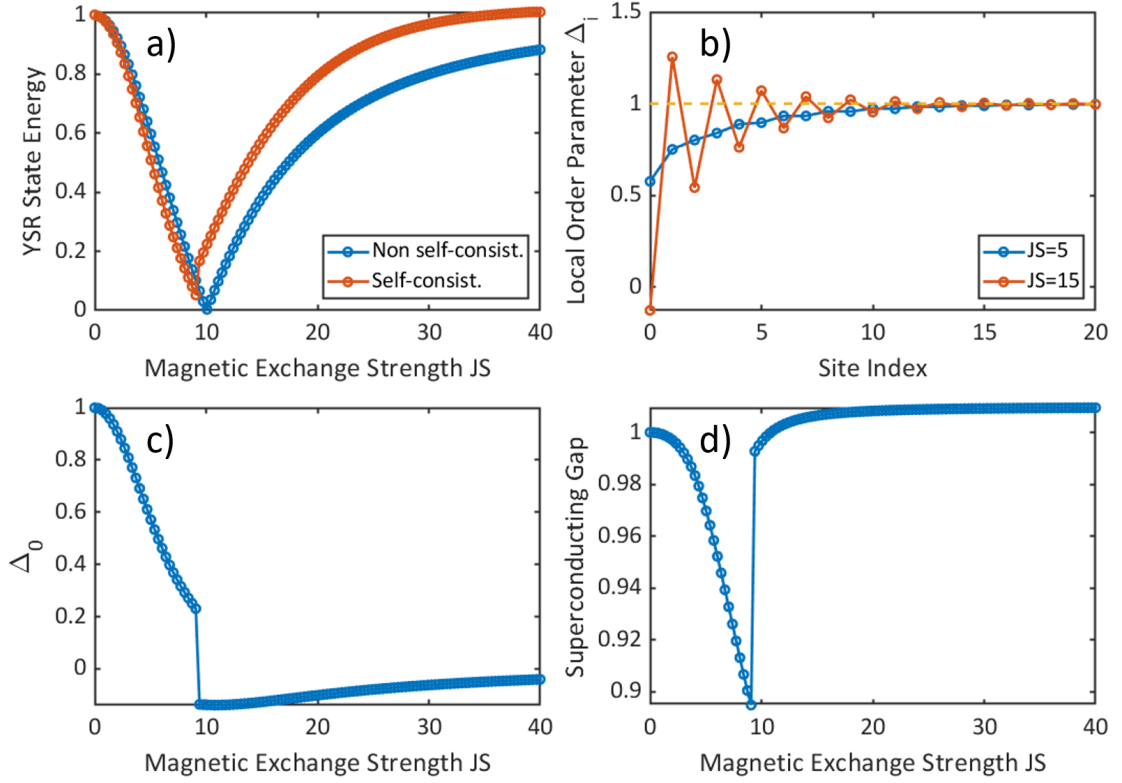 a)
YSR State Energy
1
0.8
0.6
0.4
0.2
0
Non self-consist.
Self-consist.
0 10 20 30 40
Magnetic Exchange Strength JS
b)
Local Order Parameter Δi
1.5
1
0.5
0
JS=5
JS=15
0 5 10 15 20
Site Index
c)
Δ0
1
0.8
0.6
0.4
0.2
0
0 10 20 30 40
Magnetic Exchange Strength JS
d)
Superconducting Gap
1
0.98
0.96
0.94
0.92
0.9
0 10 20 30 40
Magnetic Exchange Strength JS